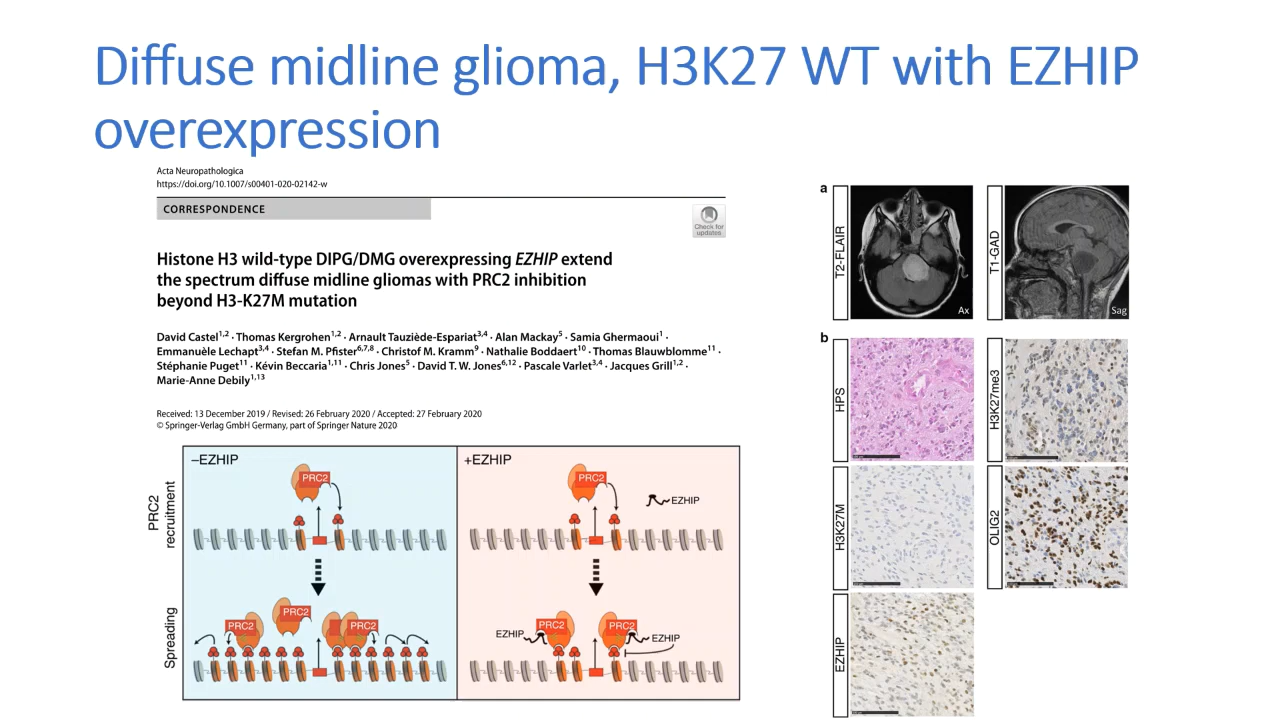 Diffuse midline glioma, H3K27 WT with EZHIP
overexpression
Acta Neuropathologica
https://doi.org/10.1007/s00401-020-02142-w
CORRESPONDENCE
Check for
updates
Histone H3 wild-type DIPG/DMG overexpressing EZHIP extend
the spectrum diffuse midline gliomas with PRC2 inhibition
beyond H3-K27M mutation
David Castel1,2 · Thomas Kergrohen1,2 · Arnault Tauziède-Espariat3,4 · Alan Mackay5 · Samia Ghermaoui1 ·
Emmanuèle Lechapt3,4 · Stefan M. Pfister6,7,8 · Christof M. Kramm9 · Nathalie Boddaert10 · Thomas Blauwblomme11 ·
Stéphanie Puget11 · Kévin Beccaria1,11 · Chris Jones5 · David T. W. Jones6,12 · Pascale Varlet3,4 · Jacques Grill1,2 ·
Marie-Anne Debily1,13
Received: 13 December 2019 / Revised: 26 February 2020 / Accepted: 27 February 2020
© Springer-Verlag GmbH Germany, part of Springer Nature 2020
–EZHIP
+EZHIP
PRC2
recruitment
PRC2
PRC2
EZHIP
Spreading
PRC2
PRC2
PRC2
EZHIP
PRC2
PRC2
EZHIP
a
T2-FLAIR
Ax
T1-GAD
Sag
b
HPS
H3K27me3
H3K27M
OLIG2
EZHIP